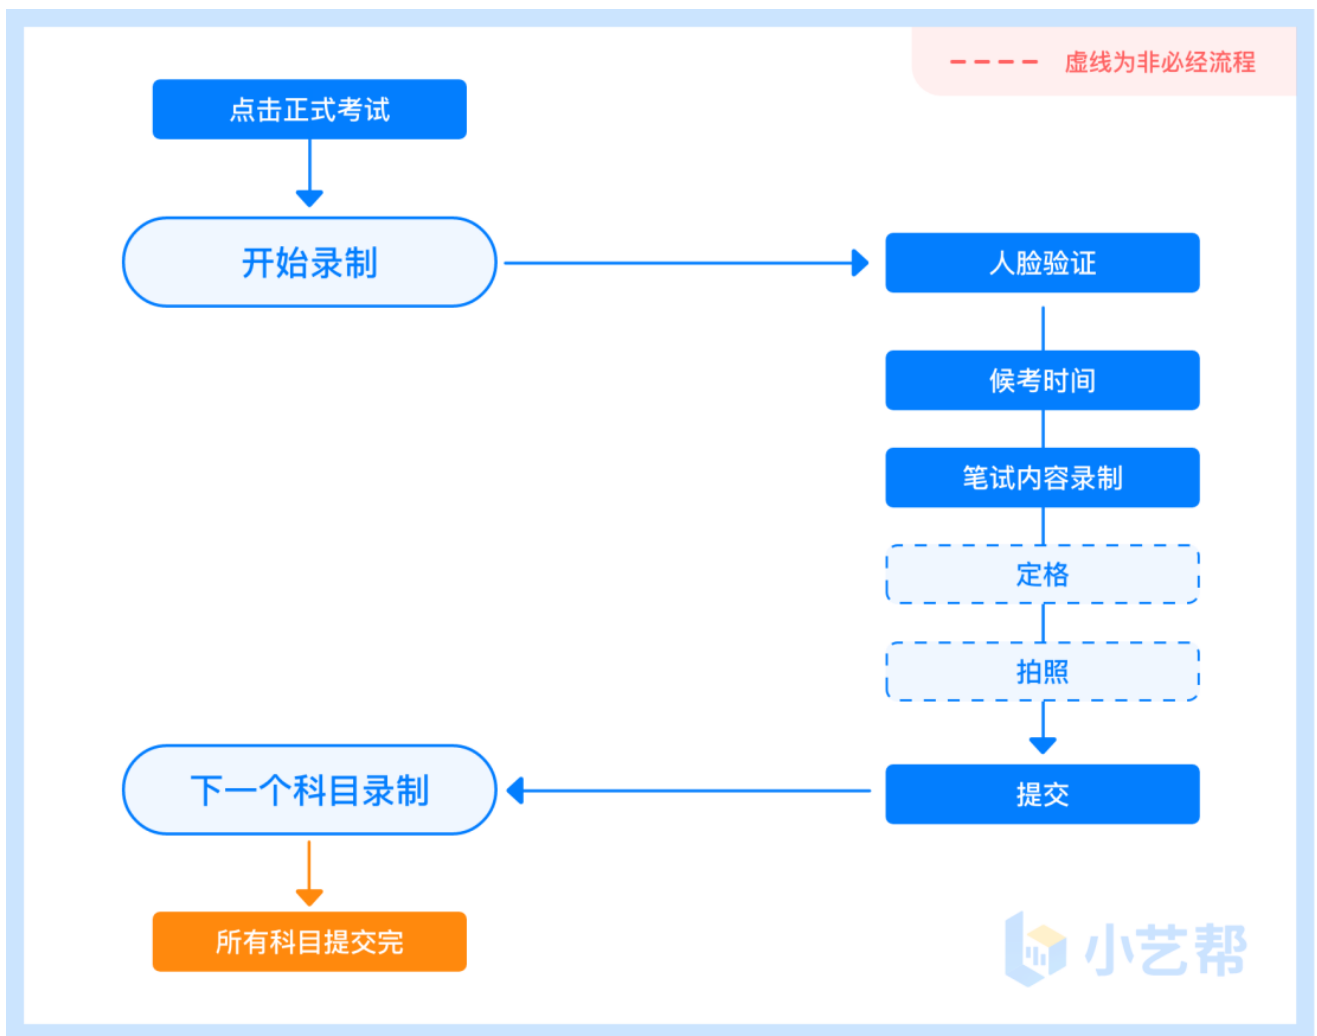 虚线为非必经流程
点击正式考试
开始录制
人脸验证
候考时间
笔试内容录制
定格
拍照
提交
下一个科目录制
所有科目提交完
小艺帮